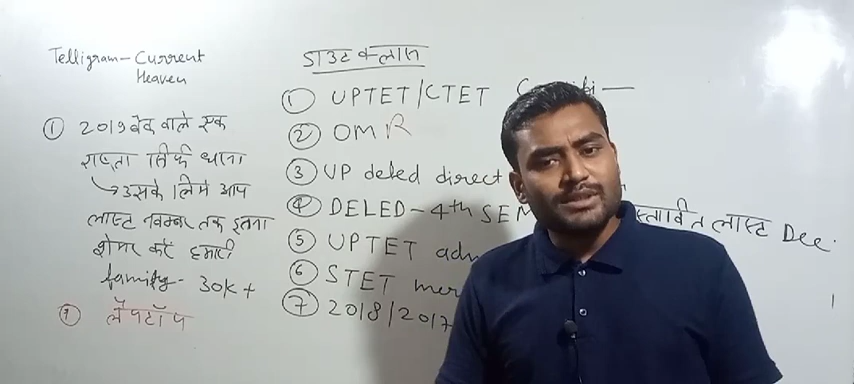 Telligram - Current
Heaven
① 2019 बैच वाले एक
रास्ता सिर्फ थाना
↳ उसके लिये आप
लास्ट नवम्बर तक इतना
शेयर करें हमारी
family - 30k +
लैपटॉप
डाउट क्लास
① UPTET/CTET
② OMR
③ UP deled direct
④ DELED - 4th SEM
स्तावित लास्ट Dec.
⑤ UPTET adm
⑥ STET mer
⑦ 2018/2017